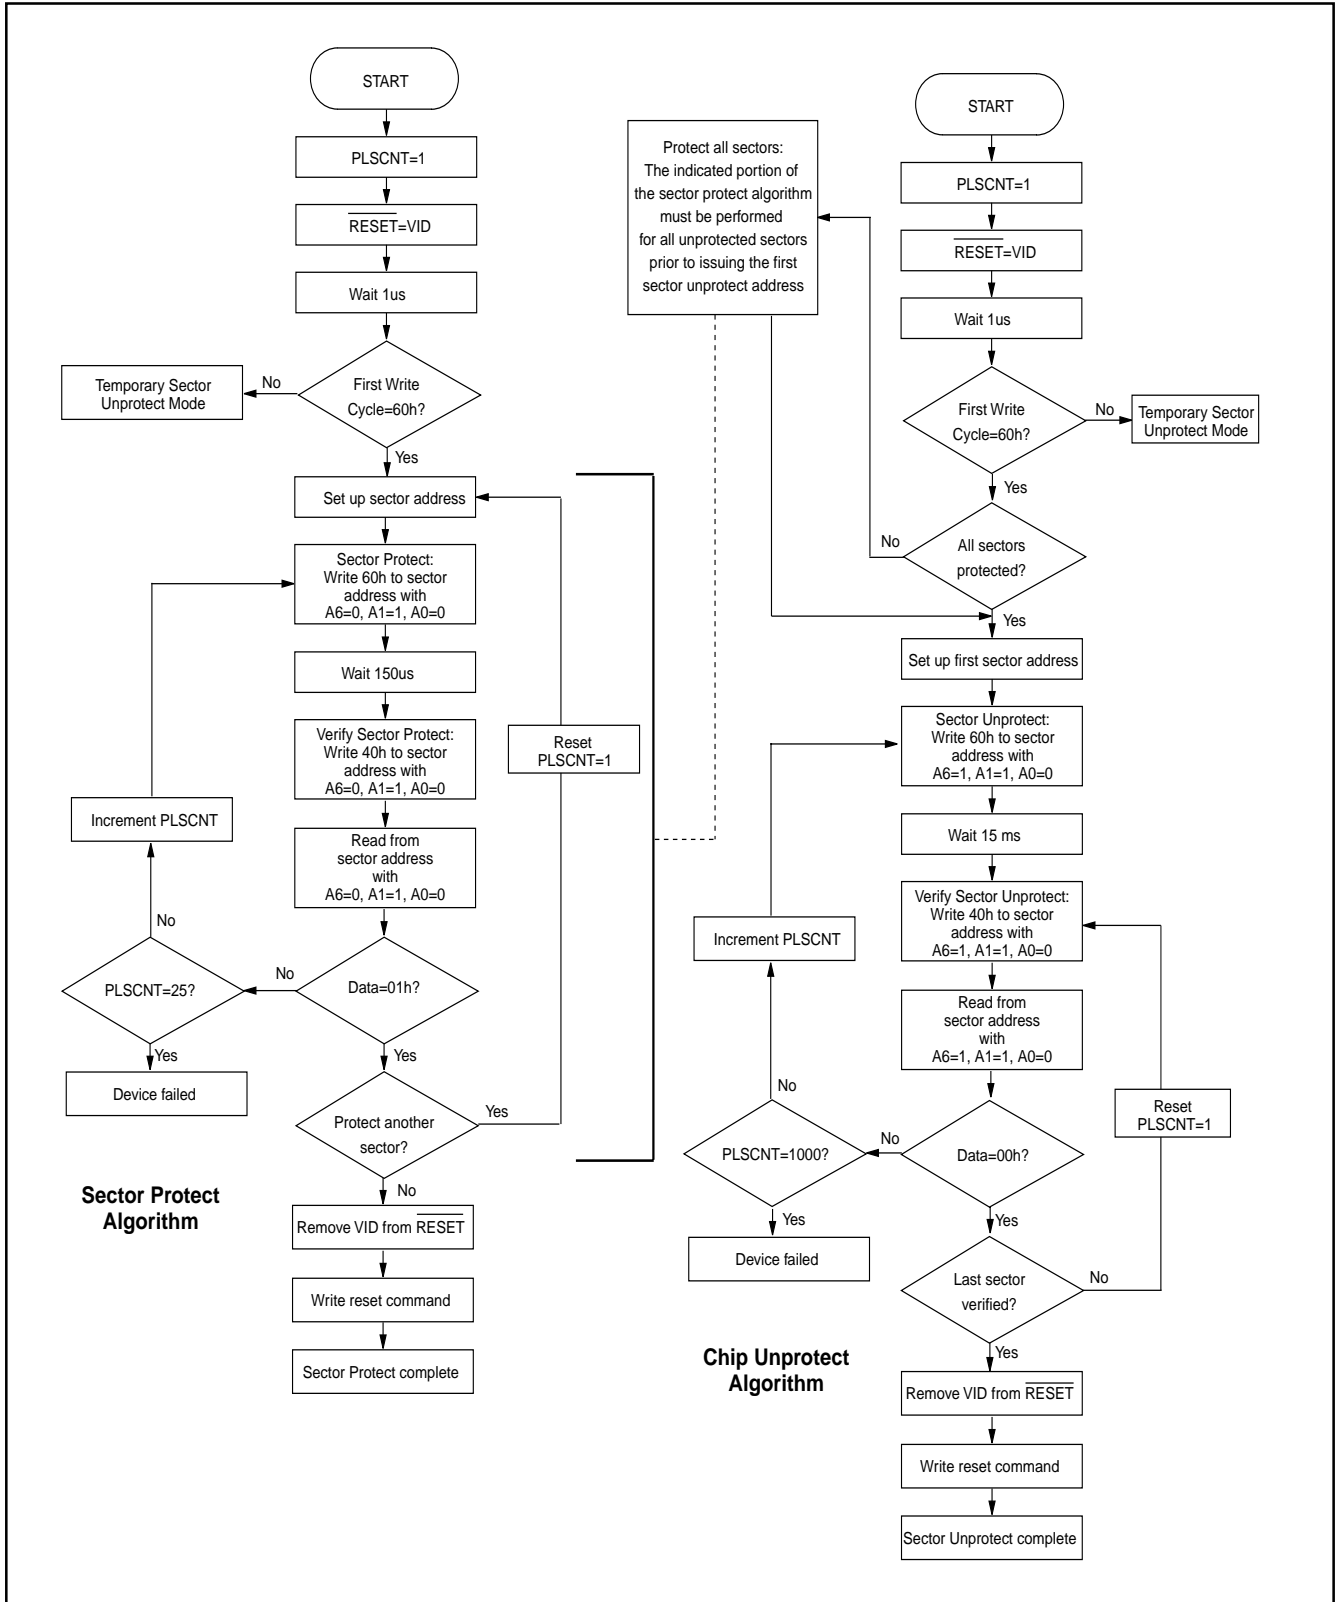 START
PLSCNT=1
RESET=VID
Wait 1us
First Write
Cycle=60h?
No
Temporary Sector
Unprotect Mode
Yes
Set up sector address
Sector Protect:
Write 60h to sector
address with
A6=0, A1=1, A0=0
Wait 150us
Verify Sector Protect:
Write 40h to sector
address with
A6=0, A1=1, A0=0
Reset
PLSCNT=1
Increment PLSCNT
Read from
sector address
with
A6=0, A1=1, A0=0
No
PLSCNT=25?
No
Data=01h?
Yes
Device failed
Yes
Protect another
sector?
Yes
No
Sector Protect
Algorithm
Remove VID from RESET
Write reset command
Sector Protect complete
Protect all sectors:
The indicated portion of
the sector protect algorithm
must be performed
for all unprotected sectors
prior to issuing the first
sector unprotect address
START
PLSCNT=1
RESET=VID
Wait 1us
First Write
Cycle=60h?
No
Temporary Sector
Unprotect Mode
Yes
No
All sectors
protected?
Yes
Set up first sector address
Sector Unprotect:
Write 60h to sector
address with
A6=1, A1=1, A0=0
Wait 15 ms
Verify Sector Unprotect:
Write 40h to sector
address with
A6=1, A1=1, A0=0
Increment PLSCNT
Read from
sector address
with
A6=1, A1=1, A0=0
No
Reset
PLSCNT=1
PLSCNT=1000?
No
Data=00h?
Yes
Device failed
Yes
Last sector
verified?
No
Yes
Chip Unprotect
Algorithm
Remove VID from RESET
Write reset command
Sector Unprotect complete